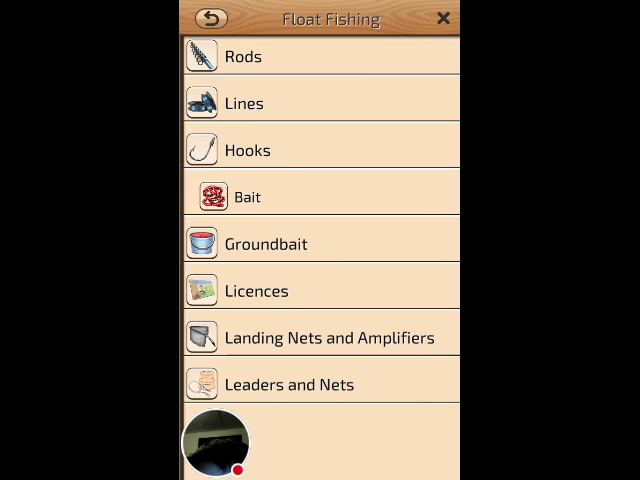 Float Fishing
Rods
Lines
Hooks
Bait
Groundbait
Licences
Landing Nets and Amplifiers
Leaders and Nets